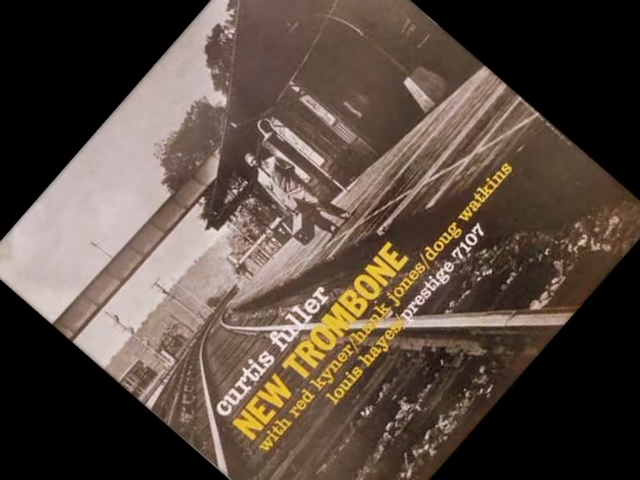 curtis fuller
NEW TROMBONE
with red kyner/hank jones/doug watkins
louis hayes/prestige 7107